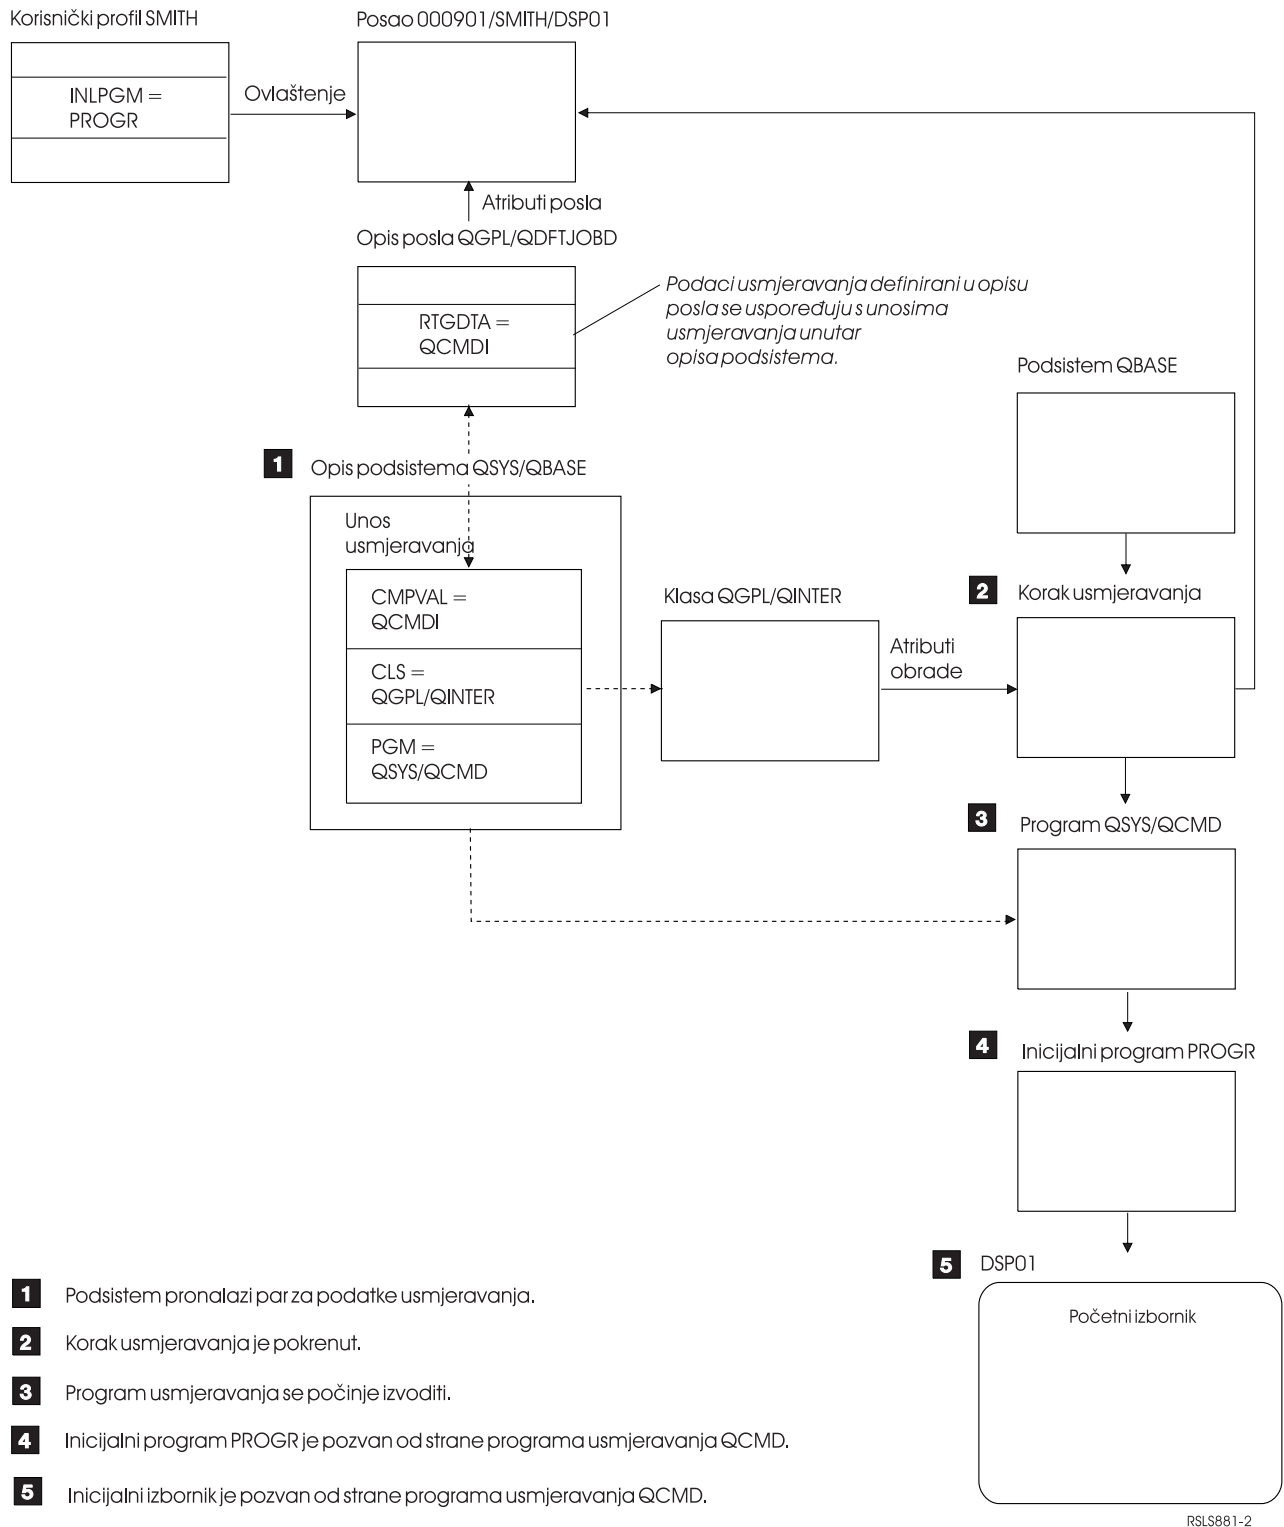 Korisnički profil SMITH
Posao 000901/SMITH/DSP01
INLPGM =
PROGR
Ovlaštenje
Atributi posla
Opis posla QGPL/QDFTJOBD
RTGDTA =
QCMDI
Podaci usmjeravanja definirani u opisu
posla se uspoređuju s unosima
usmjeravanja unutar
opisa podsistema.
Podsistem QBASE
1 Opis podsistema QSYS/QBASE
Unos
usmjeravanja
CMPVAL =
QCMDI
CLS =
QGPL/QINTER
PGM =
QSYS/QCMD
Klasa QGPL/QINTER
Atributi
obrade
2 Korak usmjeravanja
3 Program QSYS/QCMD
4 Inicijalni program PROGR
5 DSP01
Početni izbornik
1 Podsistem pronalazi par za podatke usmjeravanja.
2 Korak usmjeravanja je pokrenut.
3 Program usmjeravanja se počinje izvoditi.
4 Inicijalni program PROGR je pozvan od strane programa usmjeravanja QCMD.
5 Inicijalni izbornik je pozvan od strane programa usmjeravanja QCMD.
RSLS881-2